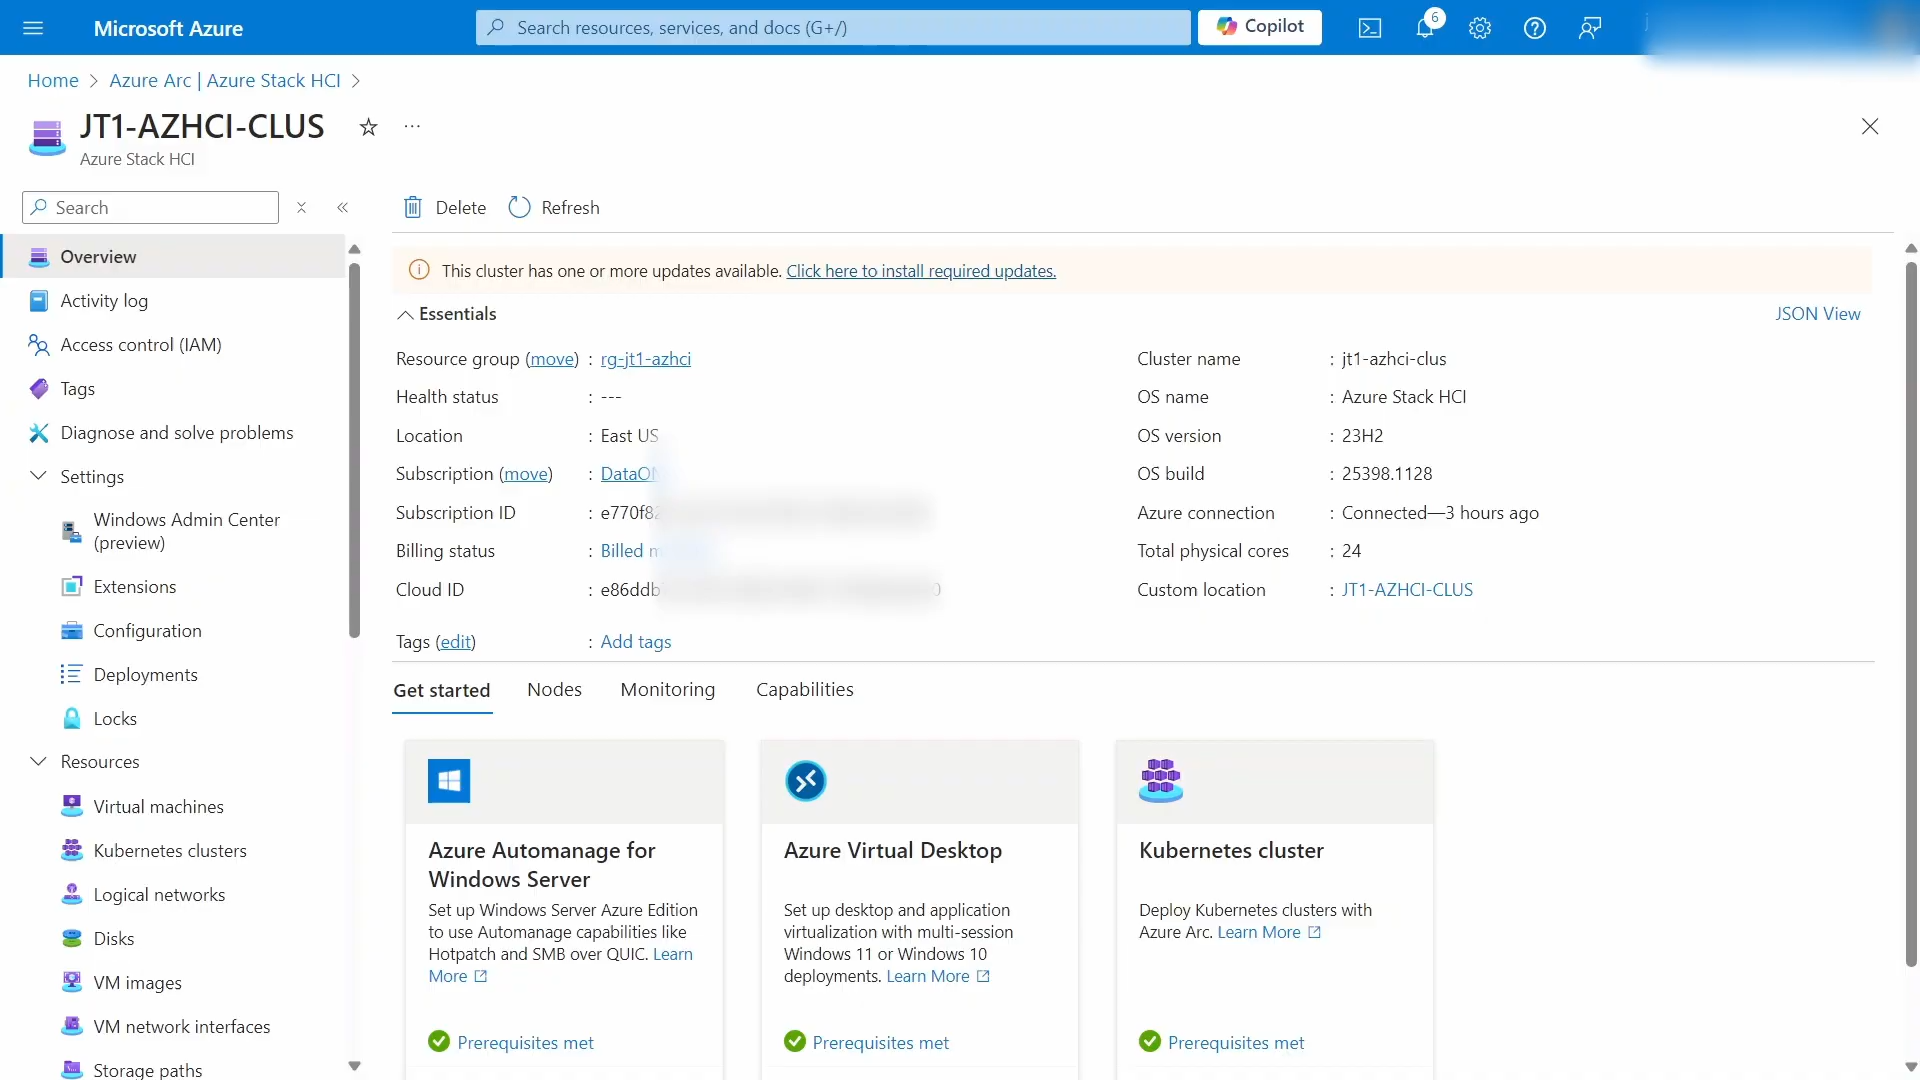 Microsoft Azure
Search resources, services, and docs (G+/)
Copilot
6
Home > Azure Arc | Azure Stack HCI >
JT1-AZHCI-CLUS
Azure Stack HCI
Search
Delete
Refresh
Overview
Activity log
Access control (IAM)
Tags
Diagnose and solve problems
Settings
Windows Admin Center
(preview)
Extensions
Configuration
Deployments
Locks
Resources
Virtual machines
Kubernetes clusters
Logical networks
Disks
VM images
VM network interfaces
Storage paths
This cluster has one or more updates available. Click here to install required updates.
Essentials
JSON View
Resource group (move) : rg-jt1-azhci
Health status : ---
Location : East US
Subscription (move) :
Subscription ID :
Billing status : Billed
Cloud ID :
Tags (edit) : Add tags
Cluster name : jt1-azhci-clus
OS name : Azure Stack HCI
OS version : 23H2
OS build : 25398.1128
Azure connection : Connected—3 hours ago
Total physical cores : 24
Custom location : JT1-AZHCI-CLUS
Get started
Nodes
Monitoring
Capabilities
Azure Automanage for
Windows Server
Set up Windows Server Azure Edition
to use Automanage capabilities like
Hotpatch and SMB over QUIC. Learn
More
Prerequisites met
Azure Virtual Desktop
Set up desktop and application
virtualization with multi-session
Windows 11 or Windows 10
deployments. Learn More
Prerequisites met
Kubernetes cluster
Deploy Kubernetes clusters with
Azure Arc. Learn More
Prerequisites met